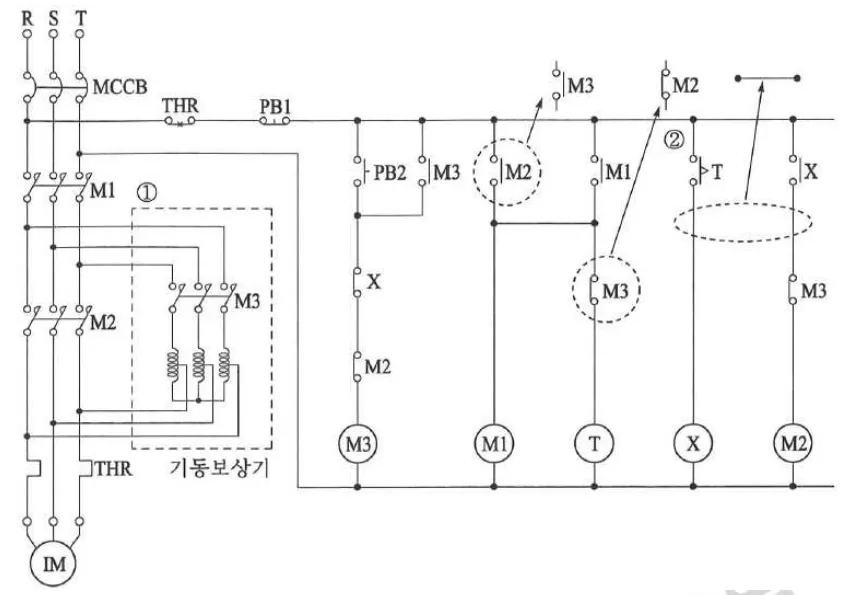 R S T
MCCB
THR PB1
M3
M2
PB2
M3
M2
M1
②
T
X
M1
①
M3
M2
X
M2
M3
M3
M3
M1
T
X
M2
기동보상기
THR
IM